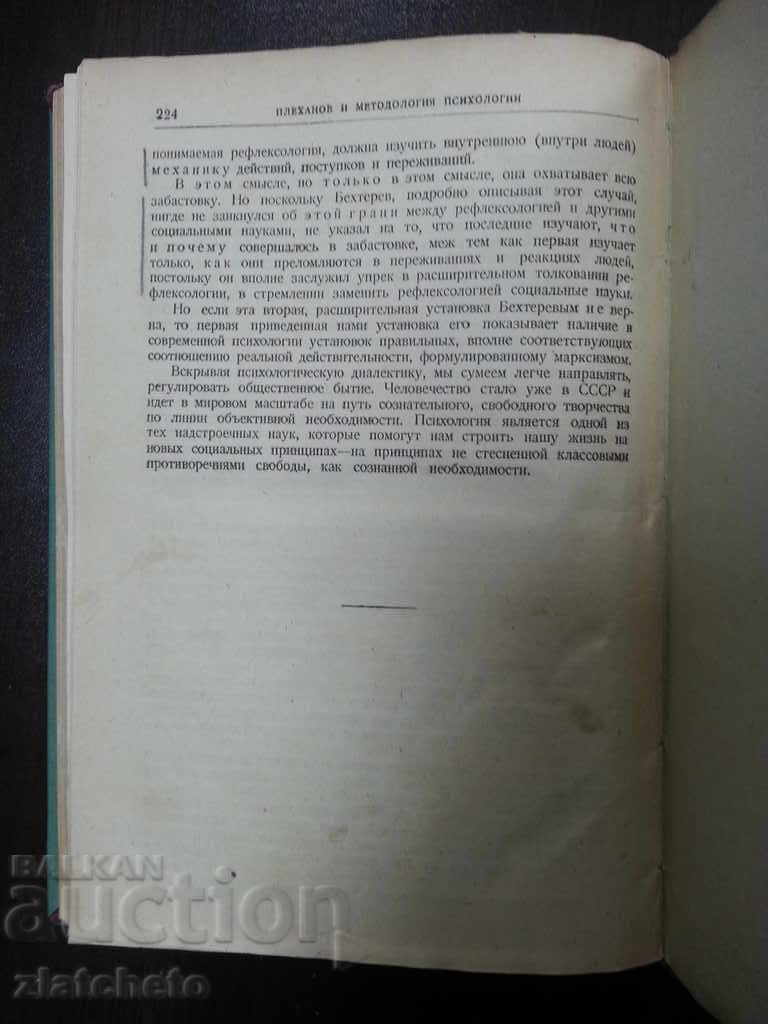 224
ПЛЕХАНОВ И МЕТОДОЛОГИЯ ПСИХОЛОГИИ
понимаемая рефлексология, должна изучить внутреннюю (внутри людей)
механику действий, поступков и переживаний.
В этом смысле, но только в этом смысле, она охватывает всю
забастовку. Но поскольку Бехтерев, подробно описывая этот случай,
нигде не заикнулся об этой грани между рефлексологией и другими
социальными науками, не указал на то, что последние изучают, что
и почему совершалось в забастовке, меж тем как первая изучает
только, как они преломляются в переживаниях и реакциях людей,
постольку он вполне заслужил упрек в расширительном толковании ре-
флексологии, в стремлении заменить рефлексологией социальные науки.
Но если эта вторая, расширительная установка Бехтеревым не вер-
на, то первая приведенная нами установка его показывает наличие в
современной психологии установок правильных, вполне соответствующих
соотношению реальной действительности, формулированному марксизмом.
Вскрывая психологическую диалектику, мы сумеем легче направлять,
регулировать общественное бытие. Человечество стало уже в СССР и
идет в мировом масштабе на путь сознательного, свободного творчества
по линии объективной необходимости. Психология является одной из
тех надстроечных наук, которые помогут нам строить нашу жизнь на
новых социальных принципах—на принципах не стесненной классовыми
противоречиями свободы, как сознанной необходимости.
BALKAN
auction
zlatcheto